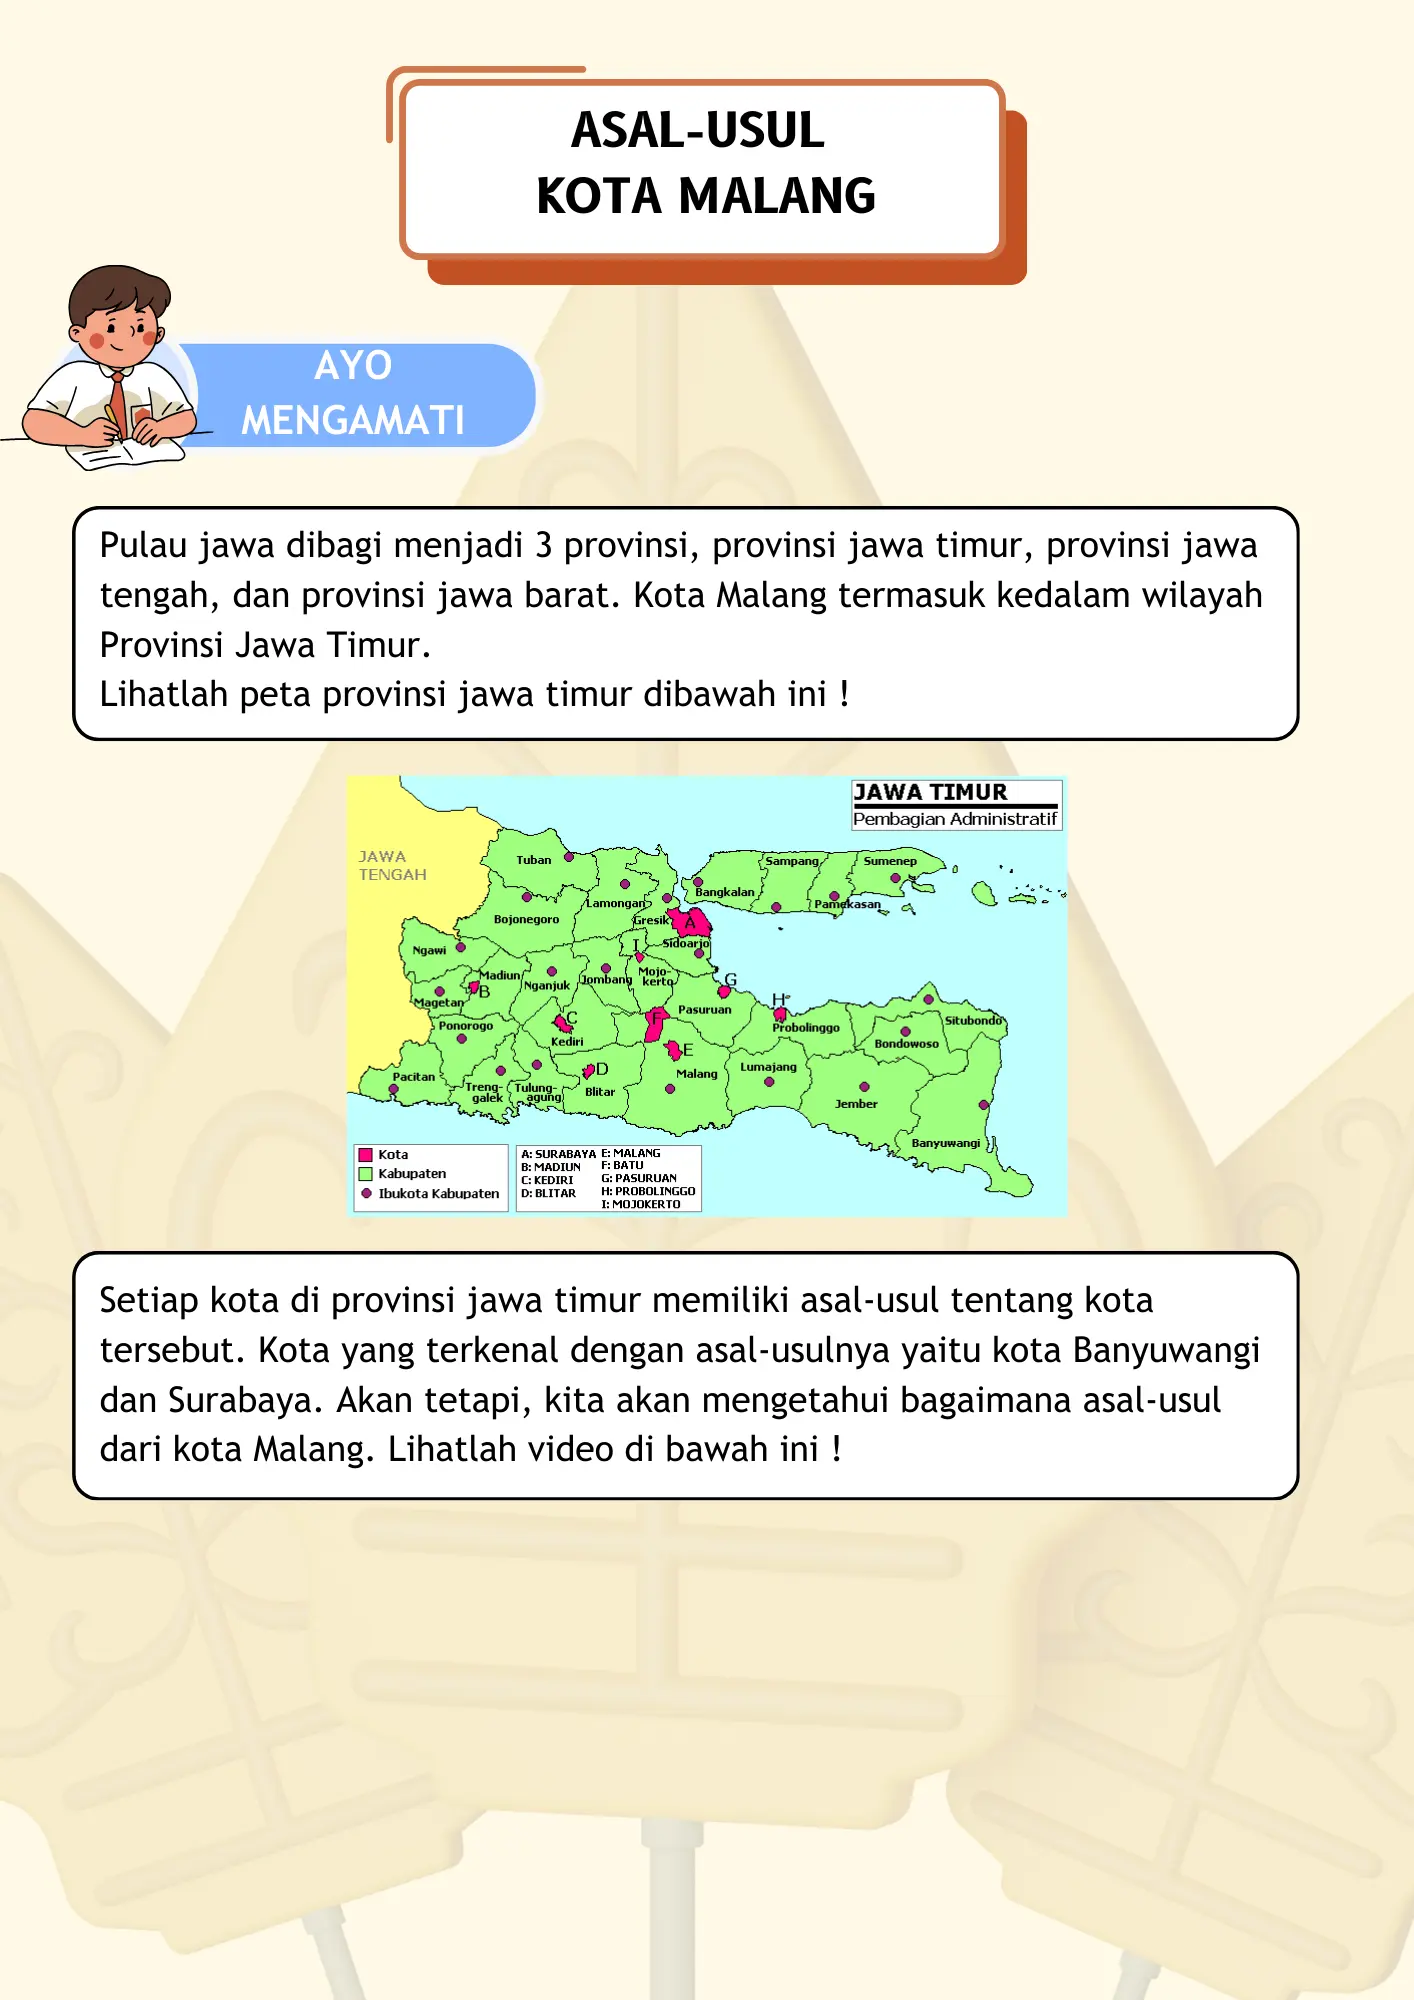 ASAL-USUL
KOTA MALANG
AYO
MENGAMATI
Pulau jawa dibagi menjadi 3 provinsi, provinsi jawa timur, provinsi jawa
tengah, dan provinsi jawa barat. Kota Malang termasuk kedalam wilayah
Provinsi Jawa Timur.
Lihatlah peta provinsi jawa timur dibawah ini !
JAWA TIMUR
Pembagian Administratif
JAWA
TENGAH
Tuban
Sampang
Sumenep
Bangkalan
Lamongan
Pamekasan
Bojonegoro
Gresik
A
Ngawi
I
Sidoarjo
Madiun
Nganjuk
Jombang
Mojo-
kerto
G
B
Magetan
H
Pasuruan
Ponorogo
C
F
Probolinggo
Situbondo
Kediri
E
Bondowoso
Pacitan
D
Malang
Lumajang
Treng-
galek
Tulung-
agung
Blitar
Jember
Banyuwangi
Kota
Kabupaten
Ibukota Kabupaten
A: SURABAYA E: MALANG
B: MADIUN F: BATU
C: KEDIRI G: PASURUAN
D: BLITAR H: PROBOLINGGO
I: MOJOKERTO
Setiap kota di provinsi jawa timur memiliki asal-usul tentang kota
tersebut. Kota yang terkenal dengan asal-usulnya yaitu kota Banyuwangi
dan Surabaya. Akan tetapi, kita akan mengetahui bagaimana asal-usul
dari kota Malang. Lihatlah video di bawah ini !